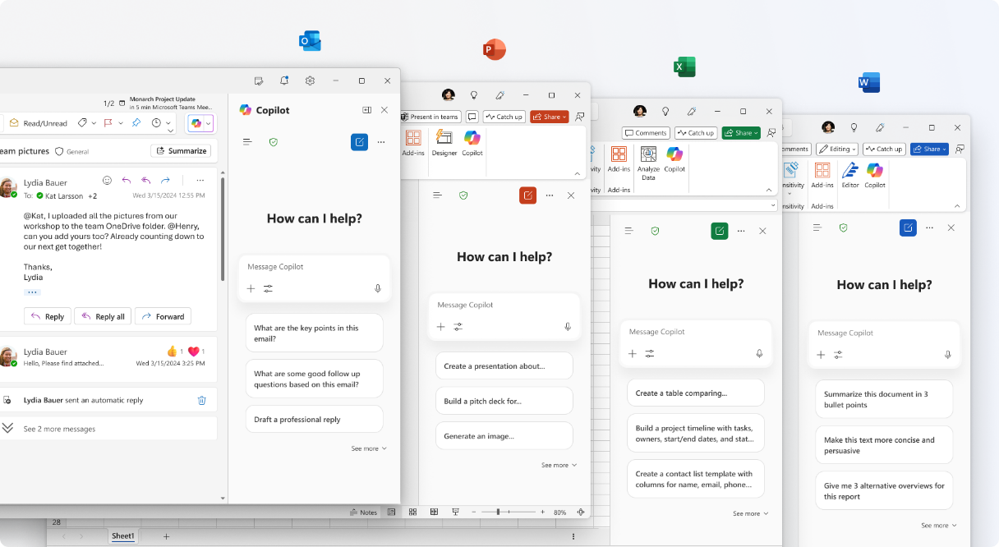 O
P
X
W
1/2
Monarch Project Update
in 5 min Microsoft Teams Mee...
Read/Unread
eam pictures
General
Summarize
Lydia Bauer
To: Kat Larsson +2
Wed 3/15/2024 12:55 PM
@Kat, I uploaded all the pictures from our
workshop to the team OneDrive folder. @Henry,
can you add yours too? Already counting down to
our next get together!
Thanks,
Lydia
...
Reply
Reply all
Forward
Lydia Bauer
1
1
Hello, Please find attached...
Wed 3/15/2024 3:25 PM
Lydia Bauer sent an automatic reply
See 2 more messages
Copilot
How can I help?
Message Copilot
What are the key points in this
email?
What are some good follow up
questions based on this email?
Draft a professional reply
See more
Present in teams
Catch up
Share
Add-ins
Designer
Copilot
How can I help?
Message Copilot
Create a presentation about...
Build a pitch deck for...
Generate an image...
See more
Notes
80%
28
Sheet1
Comments
Catch up
Share
vity
Add-ins
Analyze
Data
Copilot
vity
Add-ins
How can I help?
Message Copilot
Create a table comparing...
Build a project timeline with tasks,
owners, start/end dates, and stat...
Create a contact list template with
columns for name, email, phone...
See more
omments
Editing
Catch up
Share
nsitivity
Add-ins
Editor
Copilot
nsitivity
Add-ins
How can I help?
Message Copilot
Summarize this document in 3
bullet points
Make this text more concise and
persuasive
Give me 3 alternative overviews for
this report
See more